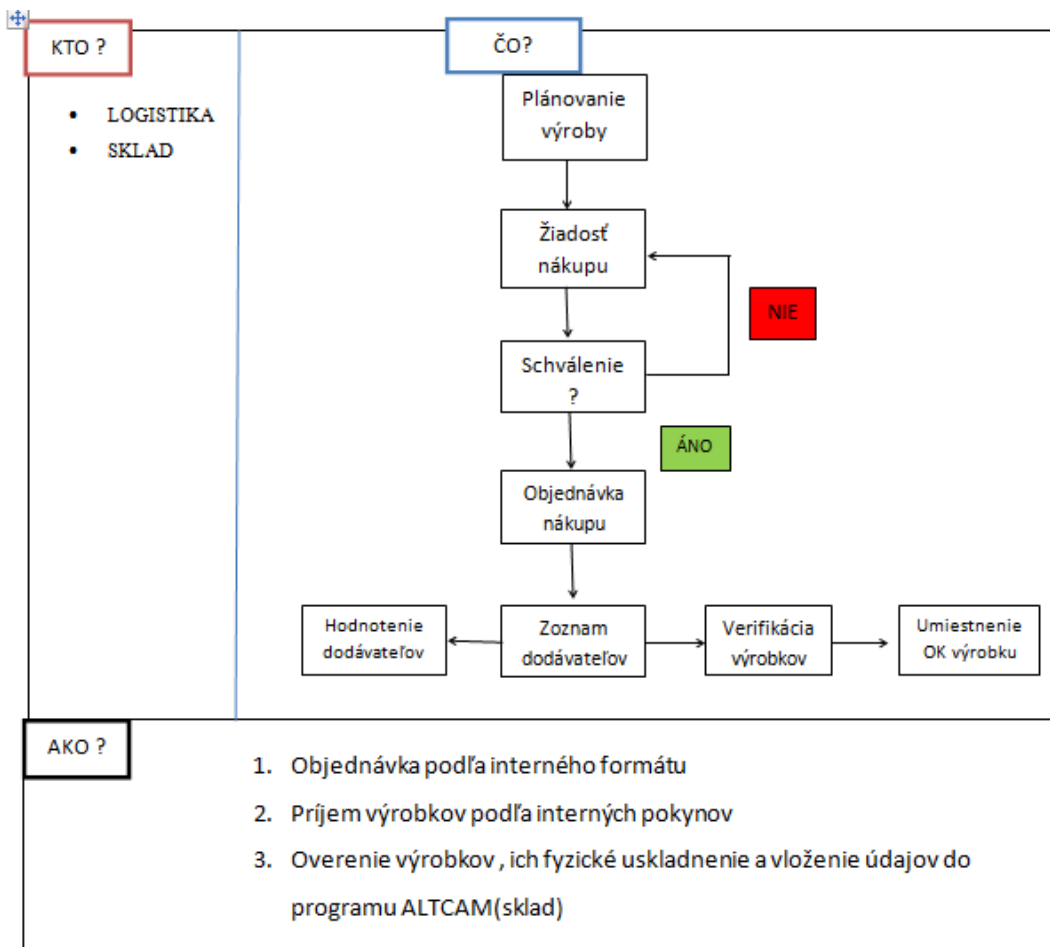 KTO ?
ČO?
• LOGISTIKA
• SKLAD
Plánovanie
výroby
Žiadosť
nákupu
NIE
Schválenie
?
ÁNO
Objednávka
nákupu
Hodnotenie
dodávateľov
Zoznam
dodávateľov
Verifikácia
výrobkov
Umiestnenie
OK výrobku
AKO ?
1. Objednávka podľa interného formátu
2. Príjem výrobkov podľa interných pokynov
3. Overenie výrobkov , ich fyzické uskladnenie a vloženie údajov do
programu ALTCAM(sklad)